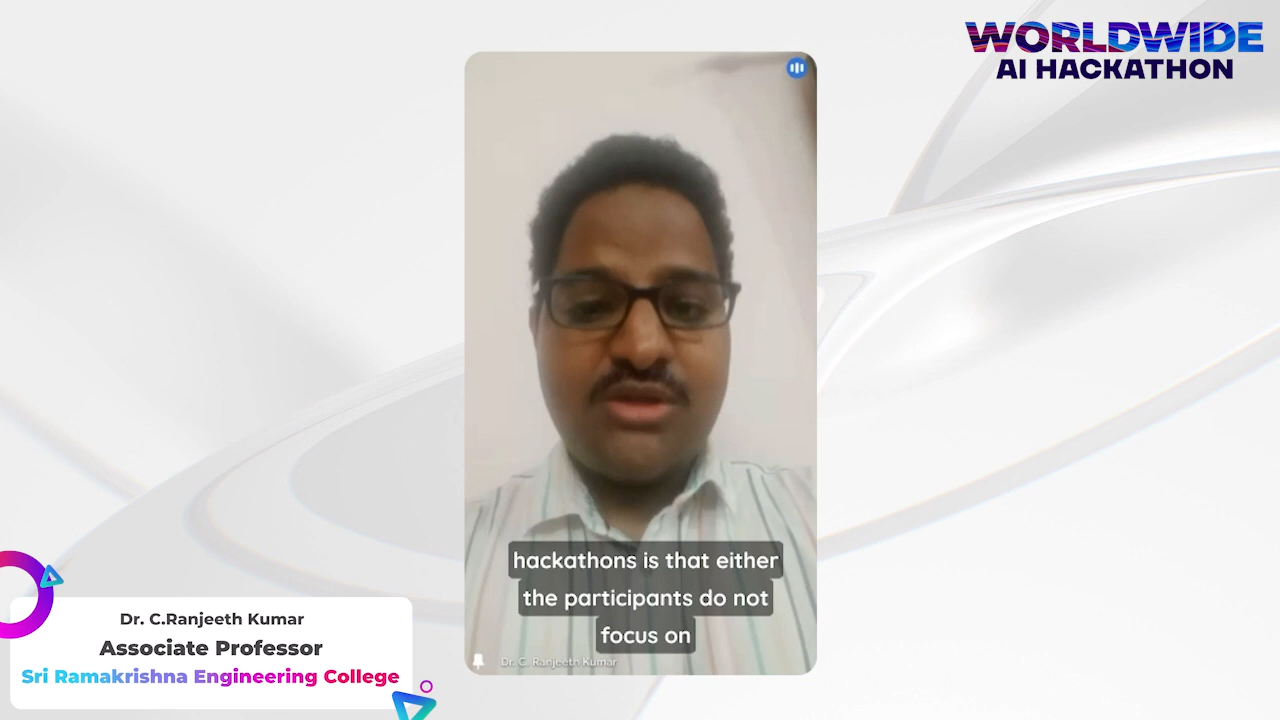 WORLDWIDE
AI HACKATHON
hackathons is that either
the participants do not
focus on
Dr. C. Ranjeeth Kumar
Dr. C.Ranjeeth Kumar
Associate Professor
Sri Ramakrishna Engineering College